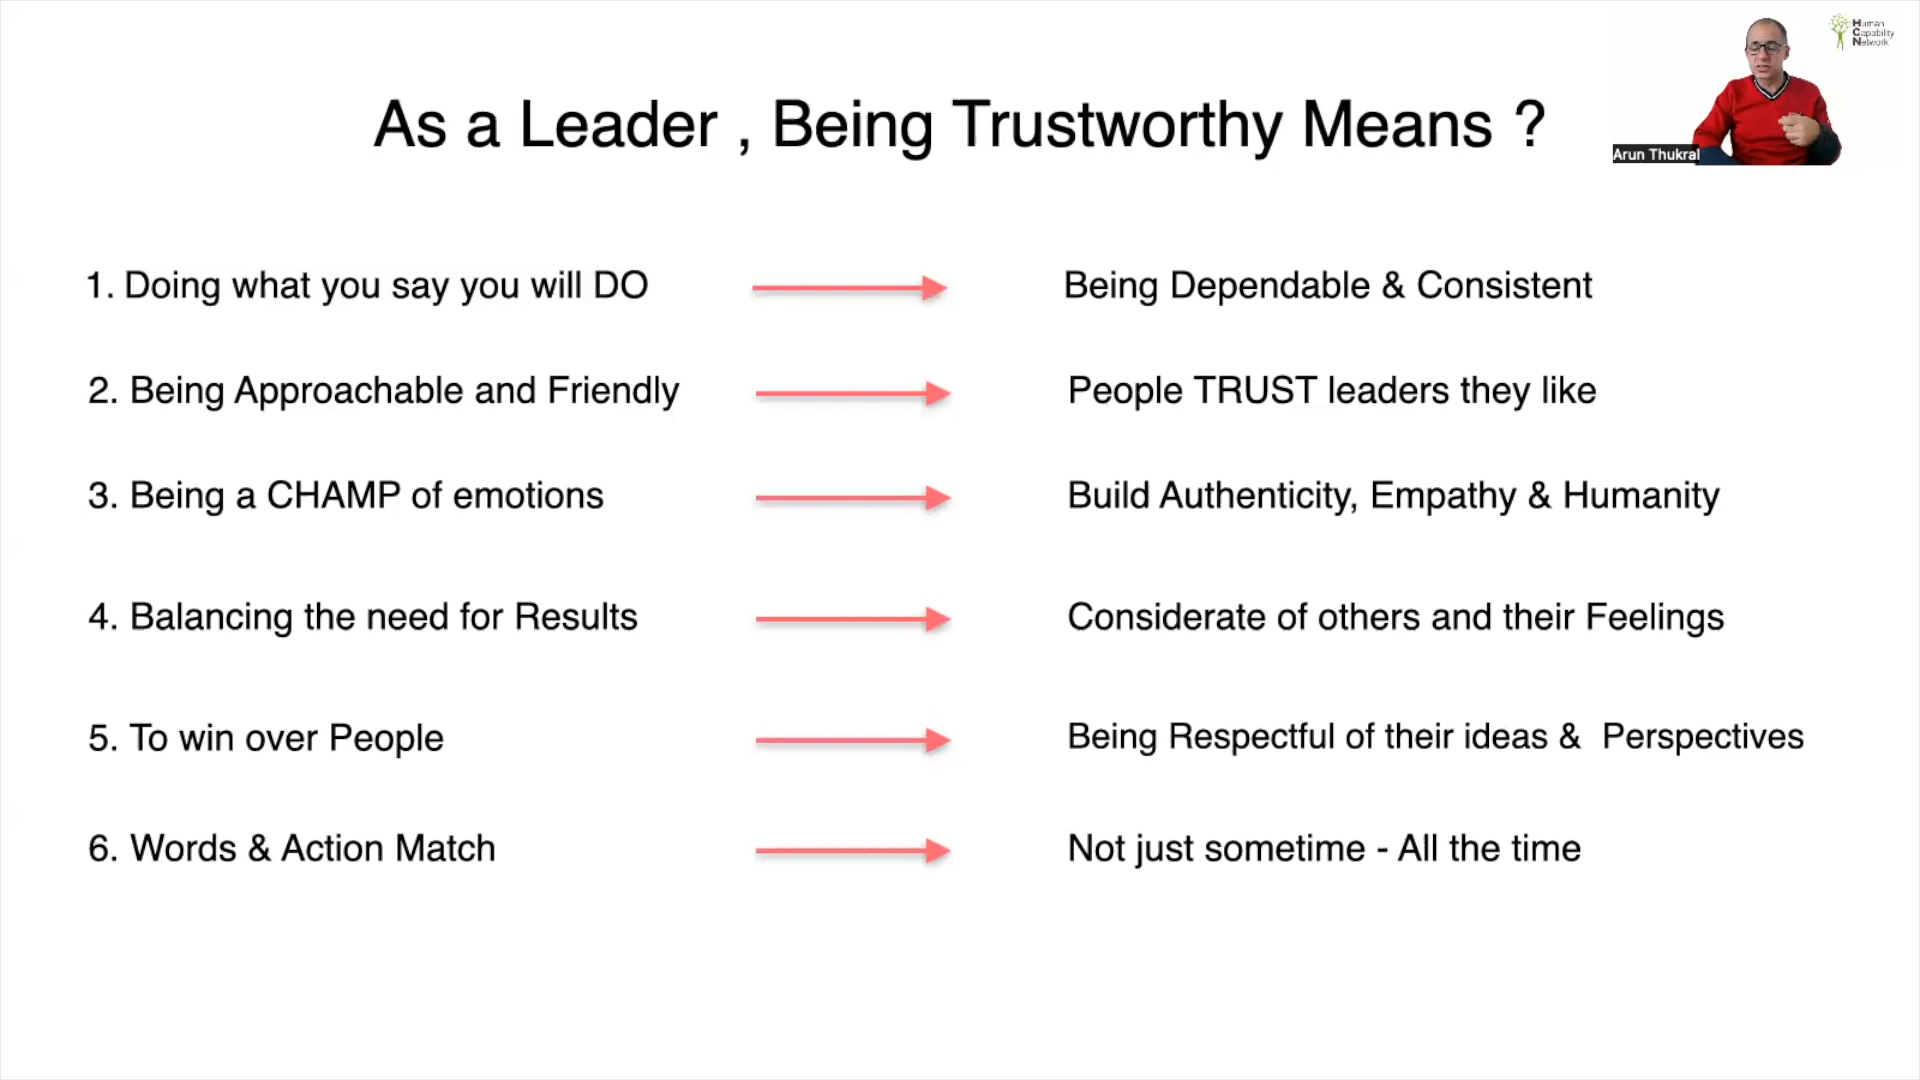 Human
Capability
Network
As a Leader , Being Trustworthy Means ?
Arun Thukral
1. Doing what you say you will DO Being Dependable & Consistent
2. Being Approachable and Friendly People TRUST leaders they like
3. Being a CHAMP of emotions Build Authenticity, Empathy & Humanity
4. Balancing the need for Results Considerate of others and their Feelings
5. To win over People Being Respectful of their ideas & Perspectives
6. Words & Action Match Not just sometime - All the time